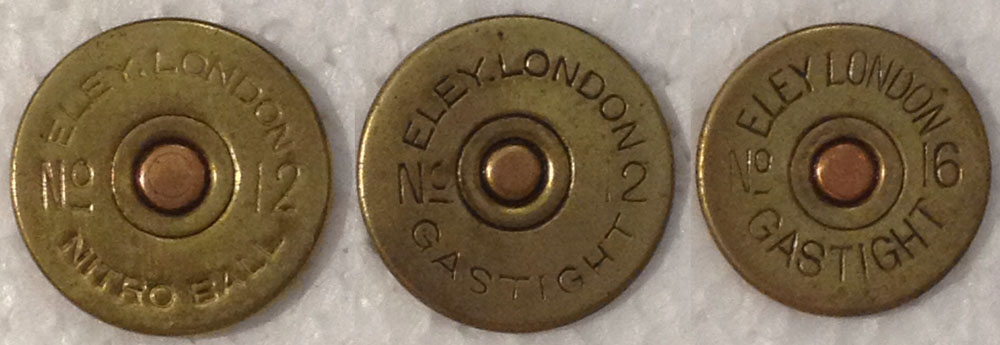 ELEY.LONDON
No 12
NITRO BALL
ELEY.LONDON
No 12
GASTIGHT
ELEY LONDON
No 16
GASTIGHT